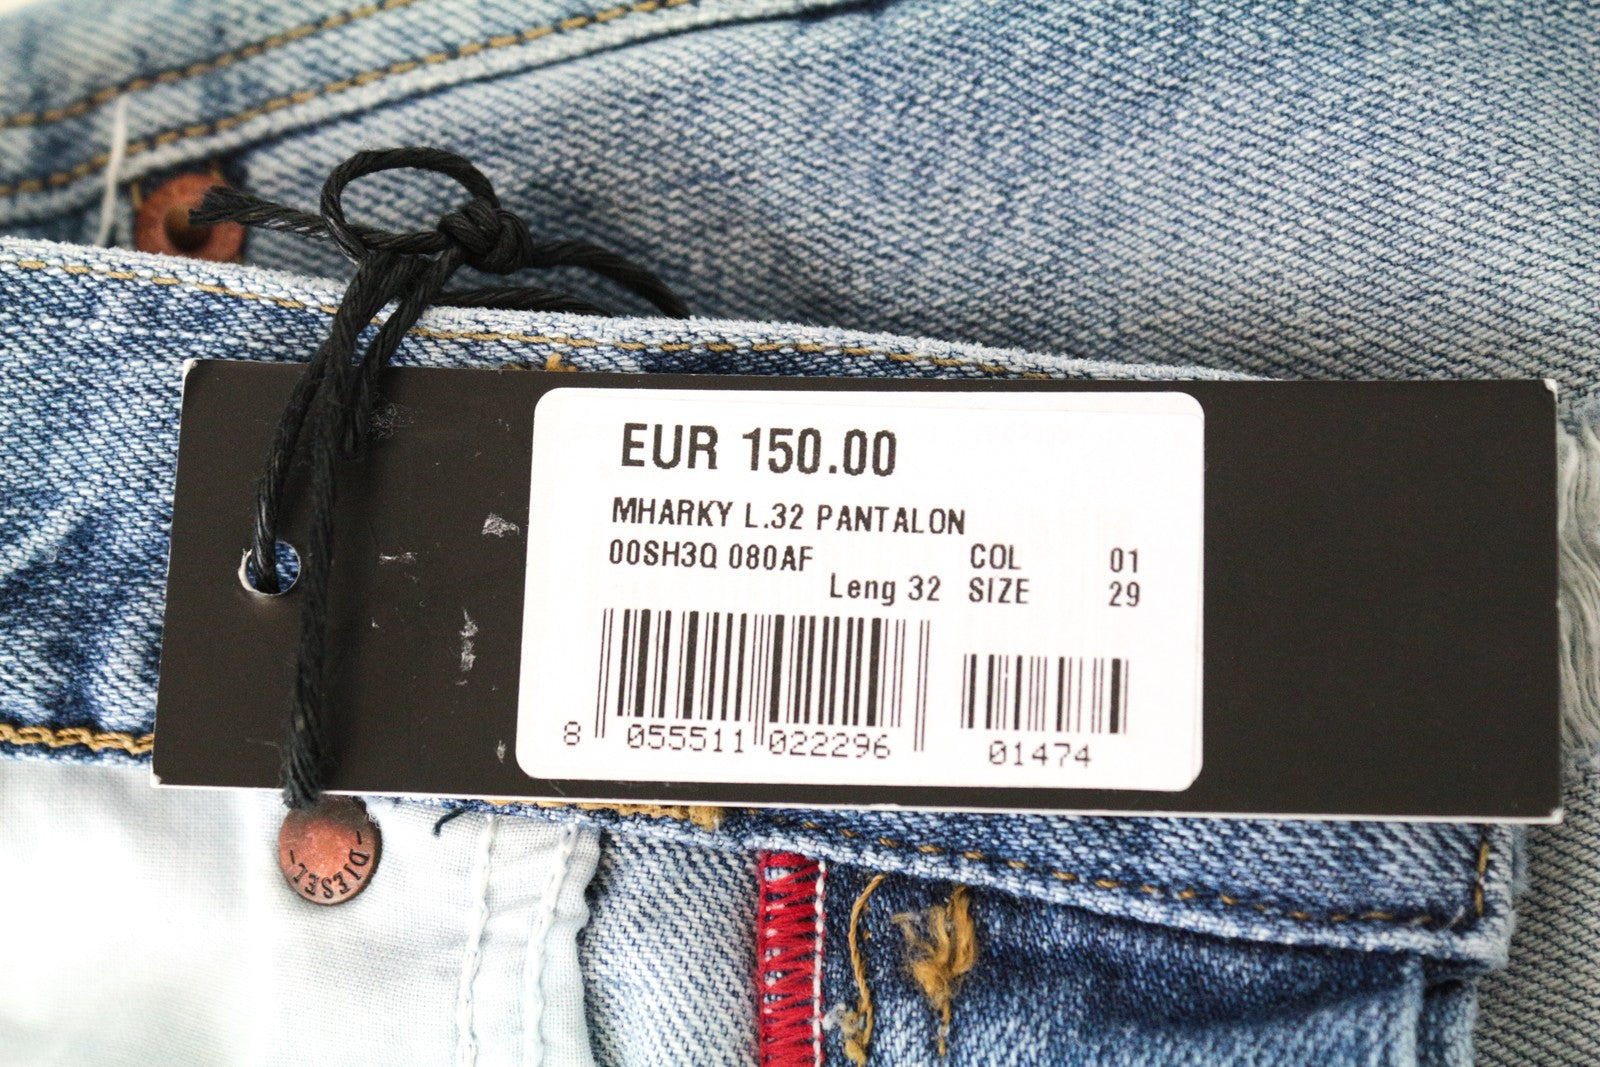 EUR 150.00
MHARKY L.32 PANTALON
00SH3Q 080AF COL 01
Leng 32 SIZE 29
8 055511 022296 01474
-DIESEL-